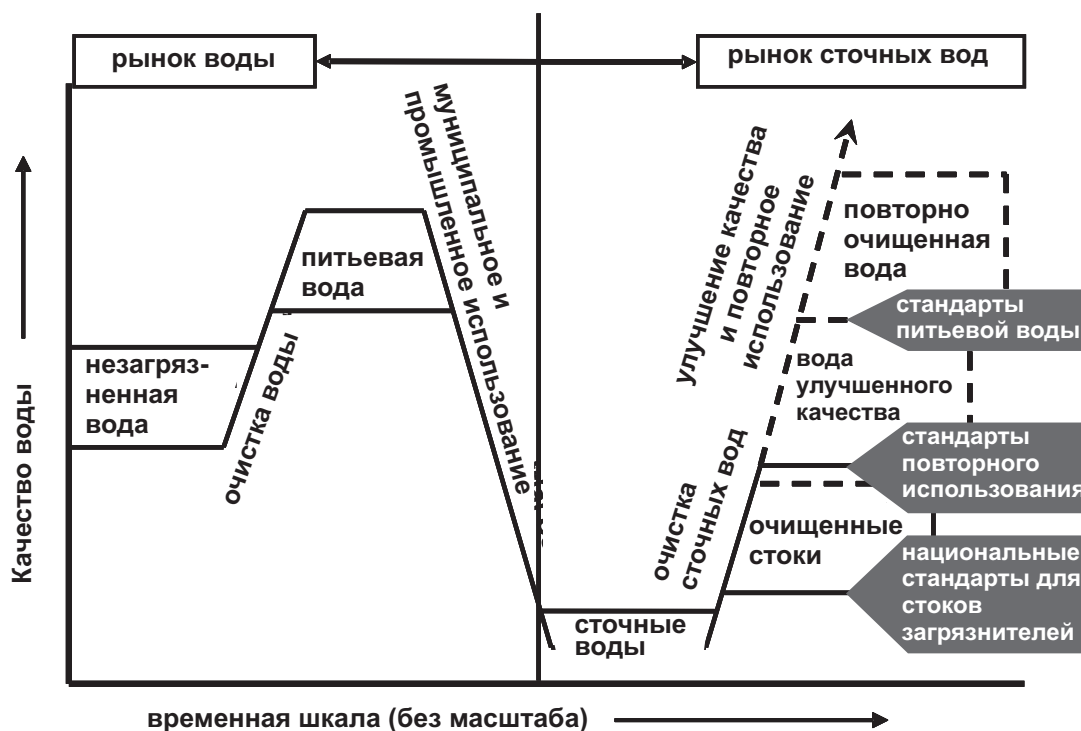 рынок воды
рынок сточных вод
муниципальное и
промышленное использование
улучшение качества
и повторное
использование
повторно
очищенная
вода
питьевая
вода
стандарты
питьевой воды
незагряз-
ненная
вода
очистка воды
вода
улучшенного
качества
стандарты
повторного
использования
очистка
сточных вод
очищенные
стоки
национальные
стандарты для
стоков
загрязнителей
сточные
воды
Качество воды
временная шкала (без масштаба)